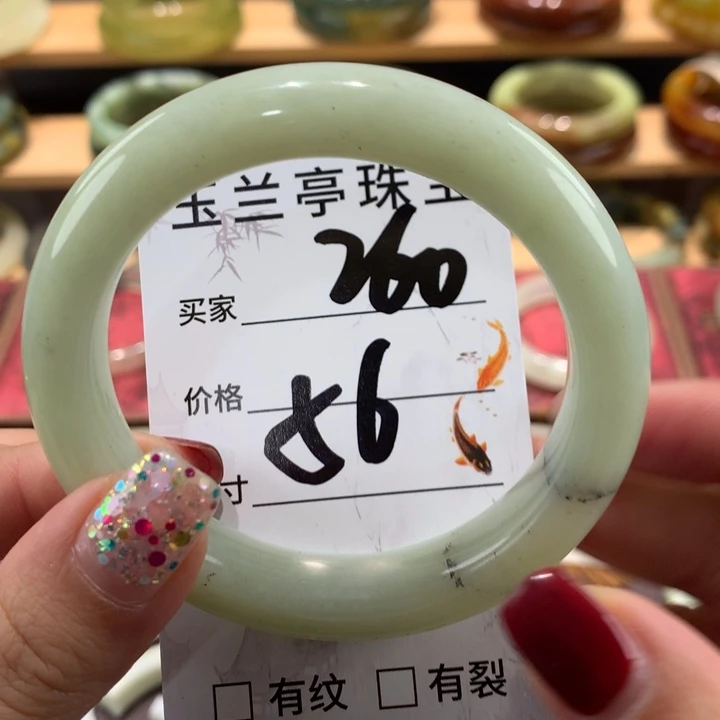 玉兰亭珠宝
买家 260
价格 56
寸
有纹 有裂